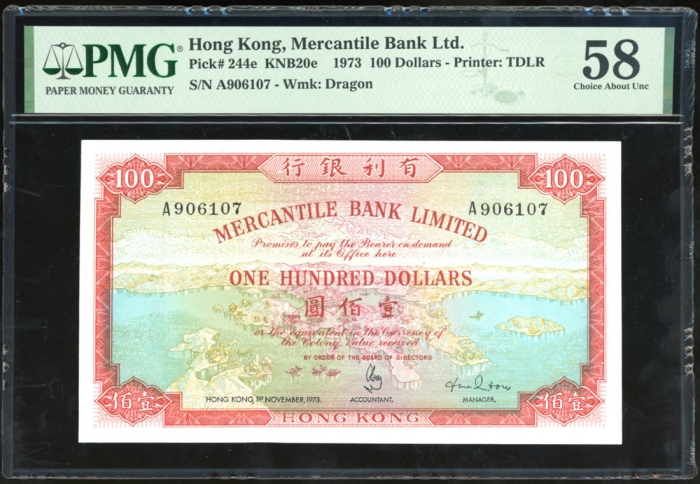 PMG
PAPER MONEY GUARANTY
Hong Kong, Mercantile Bank Ltd.
Pick# 244e KNB20e 1973 100 Dollars - Printer: TDLR
S/N A906107 - Wmk: Dragon
58
Choice About Unc
行銀利有
100
100
A906107
A906107
MERCANTILE BANK LIMITED
Promises to pay the Bearer on demand
at its Office here
ONE HUNDRED DOLLARS
圓佰壹
or the equivalent in the Currency of
the Colony Value received
BY ORDER OF THE BOARD OF DIRECTORS
HONG KONG, 1ST NOVEMBER, 1973.
ACCOUNTANT.
MANAGER.
佰壹
佰壹
HONG KONG